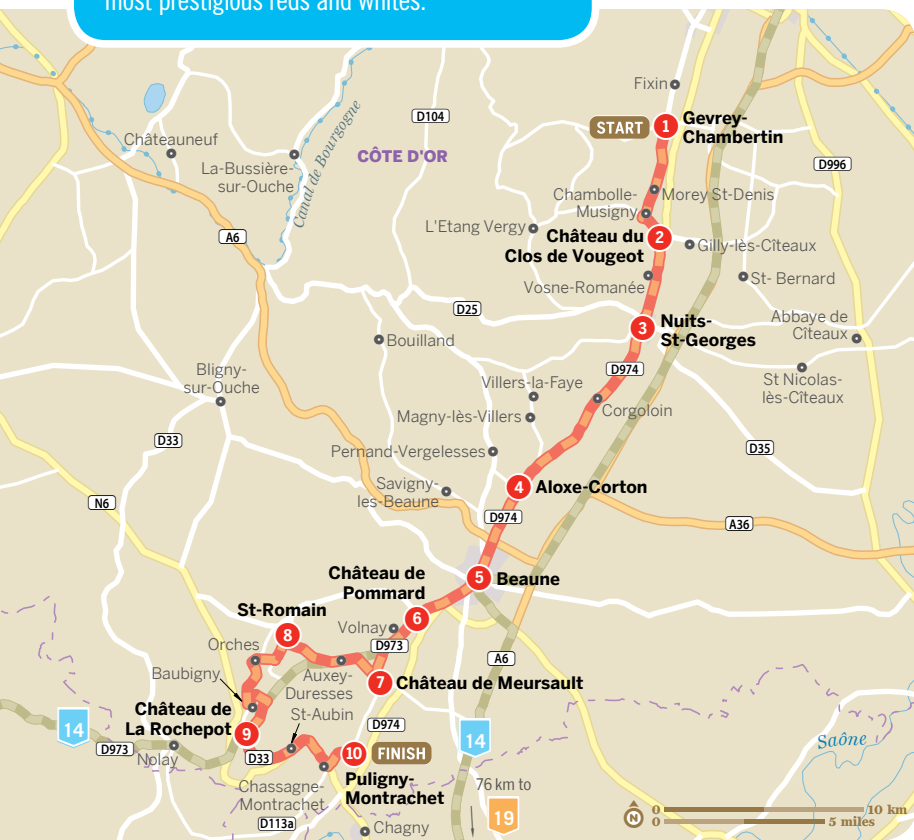 most prestigious reds and whites.
Fixin
START
1
Gevrey-
Chambertin
D104
Châteauneuf
CÔTE D'OR
D996
La-Bussière-
sur-Ouche
Canal de Bourgogne
Chambolle-
Musigny
Morey St-Denis
L'Etang Vergy
A6
Château du
Clos de Vougeot
2
Gilly-lès-Cîteaux
Vosne-Romanée
St- Bernard
D25
Abbaye de
Cîteaux
3
Nuits-
St-Georges
Bouilland
Bligny-
sur-Ouche
D974
Villers-la-Faye
St Nicolas-
lès-Cîteaux
Magny-lès-Villers
Corgoloin
D33
D35
Pernand-Vergelesses
Savigny-
les-Beaune
4
Aloxe-Corton
N6
D974
A36
5
Beaune
Château de
Pommard
6
St-Romain
8
Volnay
D973
Orches
A6
Baubigny
Auxey-
Duresses
7
Château de Meursault
Château de
La Rochepot
9
St-Aubin
14
D973
D974
14
Saône
Nolay
D33
10
FINISH
Puligny-
Montrachet
Chassagne-
Montrachet
76 km to
19
D113a
Chagny
N
0
10 km
0
5 miles